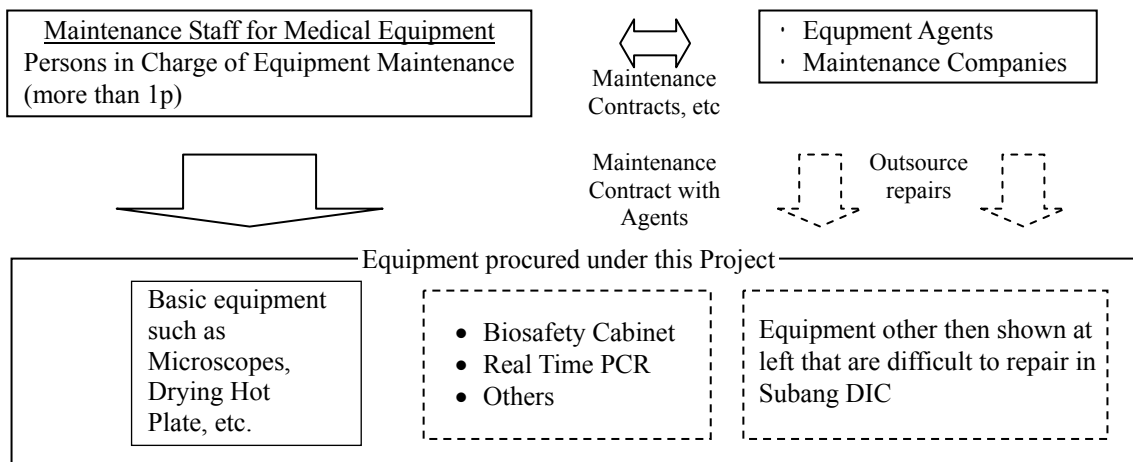 Maintenance Staff for Medical Equipment
Persons in Charge of Equipment Maintenance
(more than 1p)
Maintenance
Contracts, etc
· Equpment Agents
· Maintenance Companies
Maintenance
Contract with
Agents
Outsource
repairs
Equipment procured under this Project
Basic equipment
such as
Microscopes,
Drying Hot
Plate, etc.
• Biosafety Cabinet
• Real Time PCR
• Others
Equipment other then shown at
left that are difficult to repair in
Subang DIC